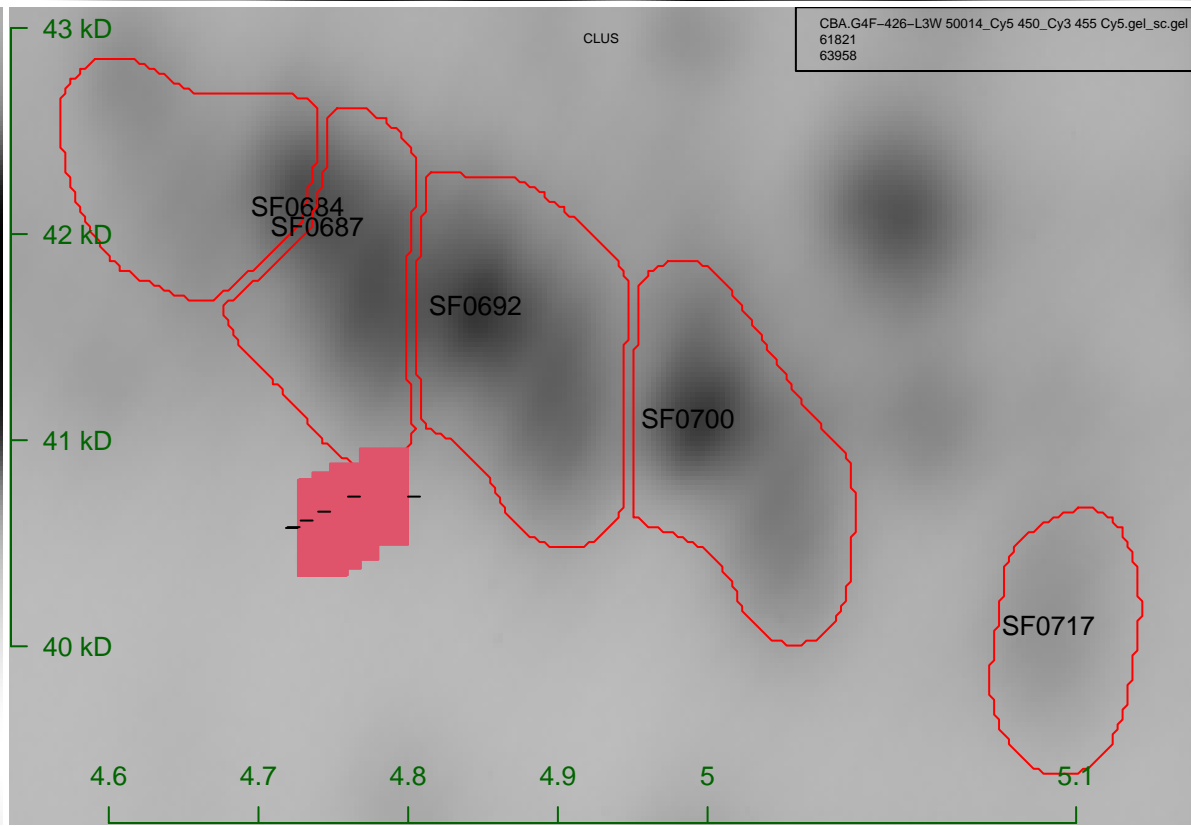 43 kD
CLUS
CBA.G4F–426–L3W 50014_Cy5 450_Cy3 455 Cy5.gel_sc.gel
61821
63958
SF0684
SF0687
42 kD
SF0692
SF0700
41 kD
SF0717
40 kD
4.6 4.7 4.8 4.9 5 5.1